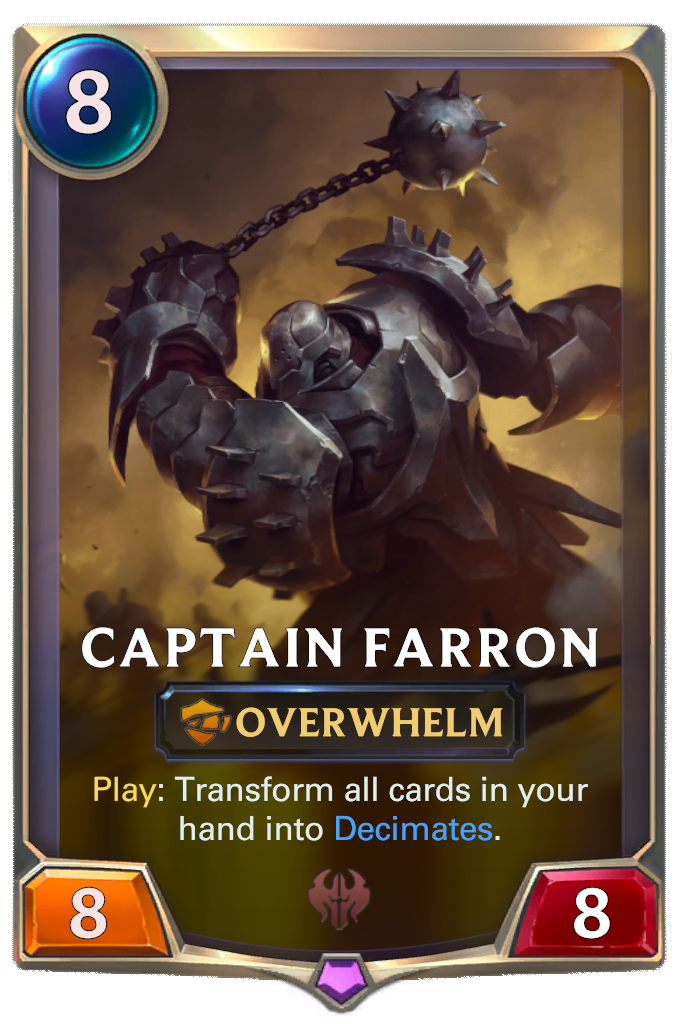 8
CAPTAIN FARRON
OVERWHELM
Play: Transform all cards in your
hand into Decimates.
8 8